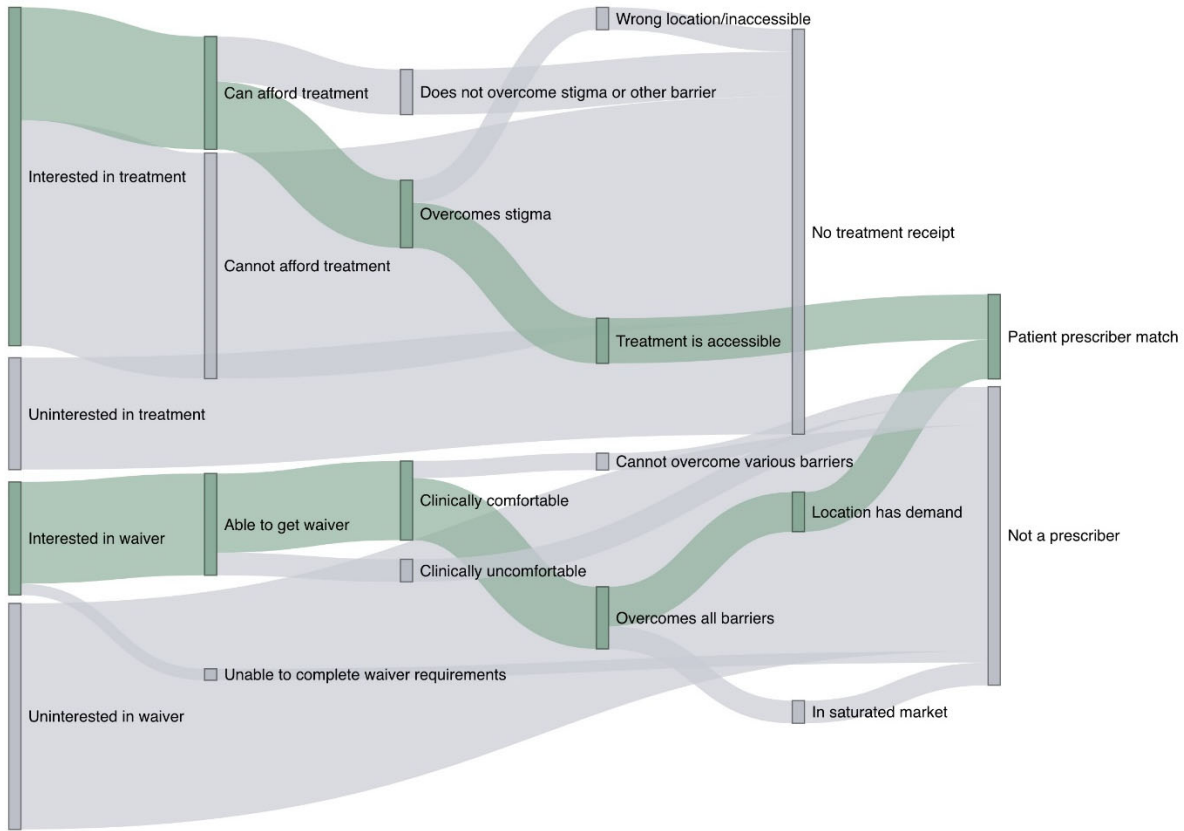 Wrong location/inaccessible
Can afford treatment
Does not overcome stigma or other barrier
Interested in treatment
Overcomes stigma
No treatment receipt
Cannot afford treatment
Treatment is accessible
Patient prescriber match
Uninterested in treatment
Cannot overcome various barriers
Clinically comfortable
Location has demand
Able to get waiver
Interested in waiver
Not a prescriber
Clinically uncomfortable
Overcomes all barriers
Unable to complete waiver requirements
In saturated market
Uninterested in waiver